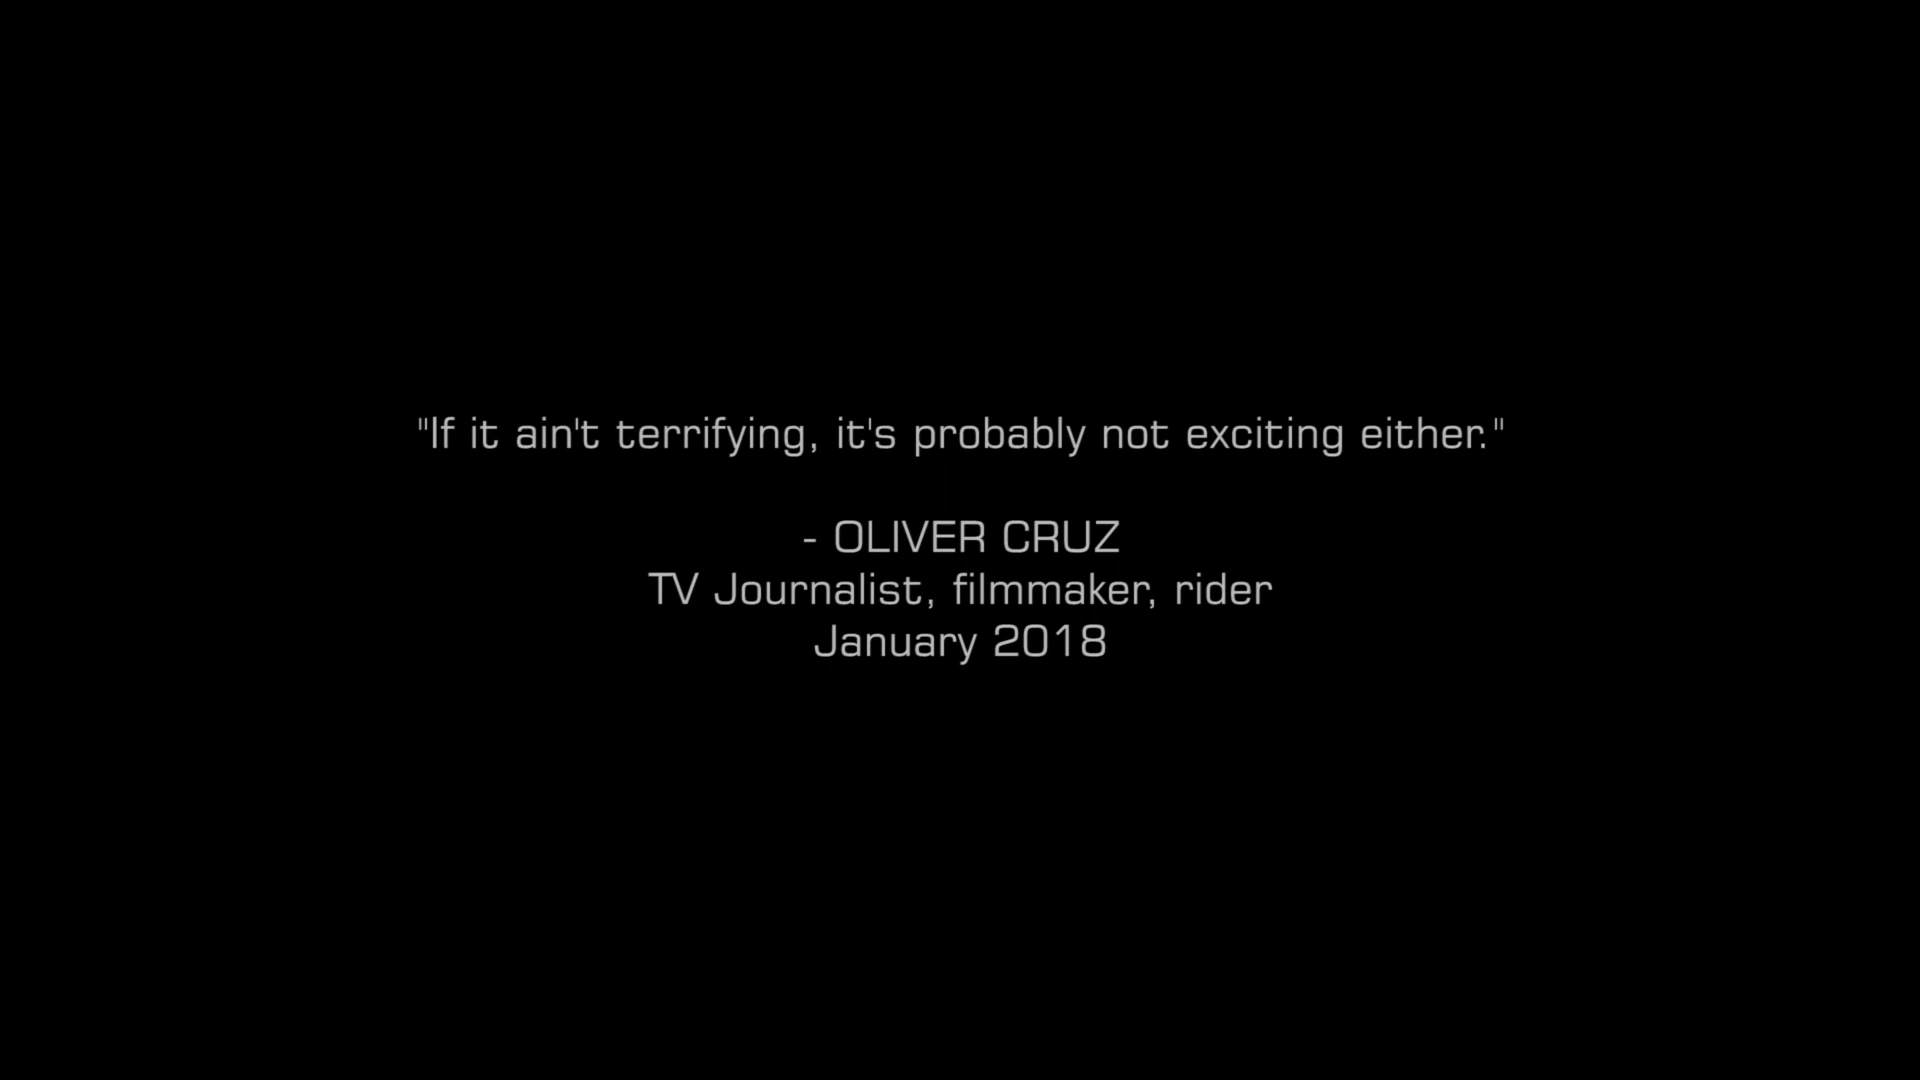 "If it ain't terrifying, it's probably not exciting either."
- OLIVER CRUZ
TV Journalist, filmmaker, rider
January 2018